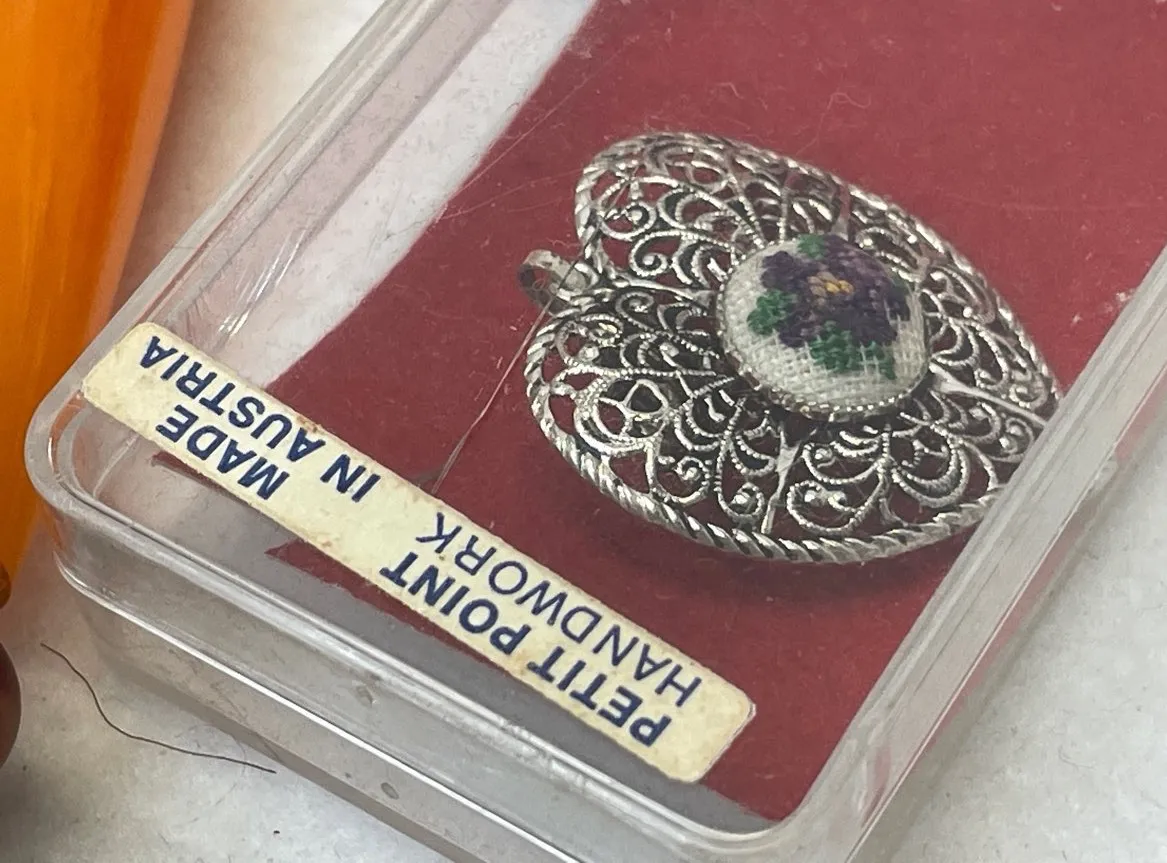 PETIT POINT
HANDWORK
MADE
IN AUSTRIA